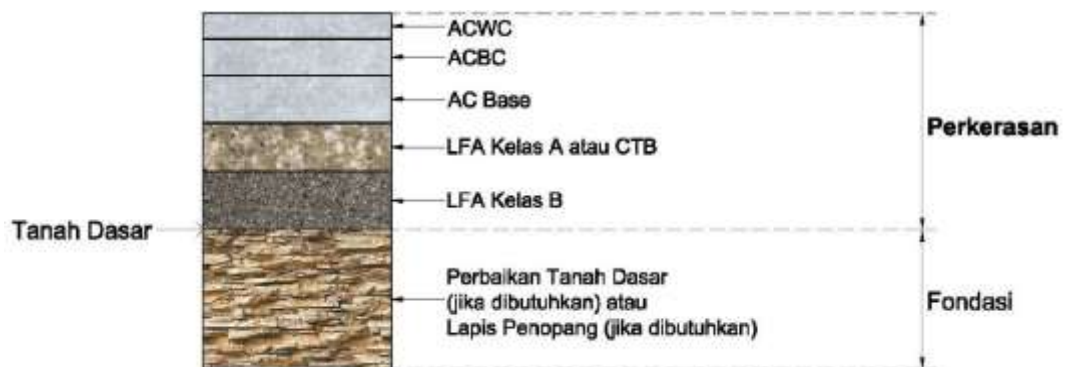 ACWC
ACBC
AC Base
Perkerasan
LFA Kelas A atau CTB
LFA Kelas B
Tanah Dasar
Perbaikan Tanah Dasar
(jika dibutuhkan) atau
Lapis Penopang (jika dibutuhkan)
Fondasi